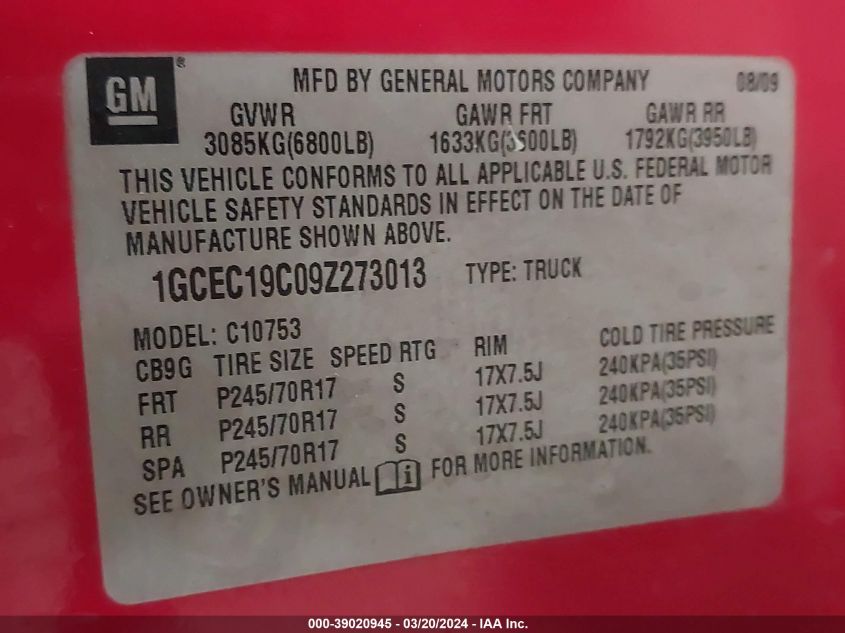 GM®
MFD BY GENERAL MOTORS COMPANY 08/09
GVWR GAWR FRT GAWR RR
3085KG(6800LB) 1633KG(3600LB) 1792KG(3950LB)
THIS VEHICLE CONFORMS TO ALL APPLICABLE U.S. FEDERAL MOTOR
VEHICLE SAFETY STANDARDS IN EFFECT ON THE DATE OF
MANUFACTURE SHOWN ABOVE.
1GCEC19C09Z273013 TYPE: TRUCK
MODEL: C10753
CB9G TIRE SIZE SPEED RTG RIM COLD TIRE PRESSURE
FRT P245/70R17 S 17X7.5J 240KPA(35PSI)
RR P245/70R17 S 17X7.5J 240KPA(35PSI)
SPA P245/70R17 S 17X7.5J 240KPA(35PSI)
SEE OWNER'S MANUAL i FOR MORE INFORMATION.
000-39020945 - 03/20/2024 - IAA Inc.